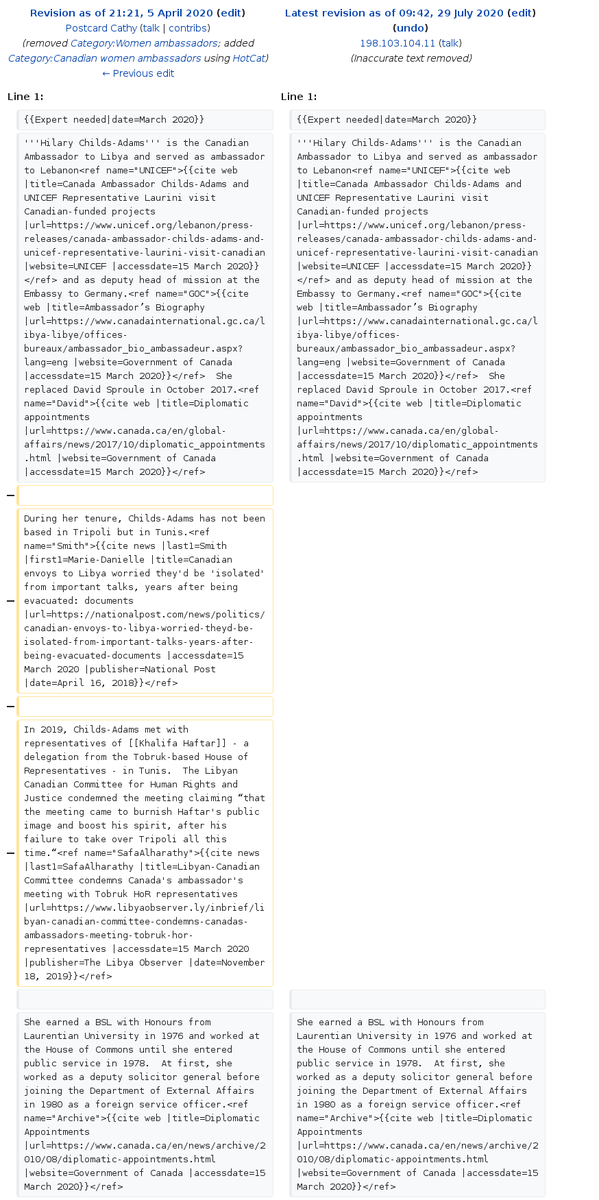 Revision as of 21:21, 5 April 2020 (edit)
Postcard Cathy (talk | contribs)
(removed Category:Women ambassadors; added
Category:Canadian women ambassadors using HotCat)
← Previous edit
Latest revision as of 09:42, 29 July 2020 (edit)
(undo)
198.103.104.11 (talk)
(Inaccurate text removed)
Line 1:
Line 1:
{{Expert needed|date=March 2020}}
{{Expert needed|date=March 2020}}
'''Hilary Childs-Adams''' is the Canadian
Ambassador to Libya and served as ambassador
to Lebanon<ref name="UNICEF">{{cite web
|title=Canada Ambassador Childs-Adams and
UNICEF Representative Laurini visit
Canadian-funded projects
|url=https://www.unicef.org/lebanon/press-
releases/canada-ambassador-childs-adams-and-
unicef-representative-laurini-visit-canadian
|website=UNICEF |accessdate=15 March 2020}}
</ref> and as deputy head of mission at the
Embassy to Germany.<ref name="GOC">{{cite
web |title=Ambassador’s Biography
|url=https://www.canadainternational.gc.ca/l
ibya-libye/offices-
bureaux/ambassador_bio_ambassadeur.aspx?
lang=eng |website=Government of Canada
|accessdate=15 March 2020}}</ref>  She
replaced David Sproule in October 2017.<ref
name="David">{{cite web |title=Diplomatic
appointments
|url=https://www.canada.ca/en/global-
affairs/news/2017/10/diplomatic_appointments
.html |website=Government of Canada
|accessdate=15 March 2020}}</ref>
'''Hilary Childs-Adams''' is the Canadian
Ambassador to Libya and served as ambassador
to Lebanon<ref name="UNICEF">{{cite web
|title=Canada Ambassador Childs-Adams and
UNICEF Representative Laurini visit
Canadian-funded projects
|url=https://www.unicef.org/lebanon/press-
releases/canada-ambassador-childs-adams-and-
unicef-representative-laurini-visit-canadian
|website=UNICEF |accessdate=15 March 2020}}
</ref> and as deputy head of mission at the
Embassy to Germany.<ref name="GOC">{{cite
web |title=Ambassador’s Biography
|url=https://www.canadainternational.gc.ca/l
ibya-libye/offices-
bureaux/ambassador_bio_ambassadeur.aspx?
lang=eng |website=Government of Canada
|accessdate=15 March 2020}}</ref>  She
replaced David Sproule in October 2017.<ref
name="David">{{cite web |title=Diplomatic
appointments
|url=https://www.canada.ca/en/global-
affairs/news/2017/10/diplomatic_appointments
.html |website=Government of Canada
|accessdate=15 March 2020}}</ref>
−
− During her tenure, Childs-Adams has not been
based in Tripoli but in Tunis.<ref
name="Smith">{{cite news |last1=Smith
|first1=Marie-Danielle |title=Canadian
envoys to Libya worried they'd be 'isolated'
from important talks, years after being
evacuated: documents
|url=https://nationalpost.com/news/politics/
canadian-envoys-to-libya-worried-theyd-be-
isolated-from-important-talks-years-after-
being-evacuated-documents |accessdate=15
March 2020 |publisher=National Post
|date=April 16, 2018}}</ref>
−
− In 2019, Childs-Adams met with
representatives of [[Khalifa Haftar]] - a
delegation from the Tobruk-based House of
Representatives - in Tunis.  The Libyan
Canadian Committee for Human Rights and
Justice condemned the meeting claiming “that
the meeting came to burnish Haftar's public
image and boost his spirit, after his
failure to take over Tripoli all this
time.“<ref name="SafaAlharathy">{{cite news
|last1=SafaAlharathy |title=Libyan-Canadian
Committee condemns Canada's ambassador's
meeting with Tobruk HoR representatives
|url=https://www.libyaobserver.ly/inbrief/li
byan-canadian-committee-condemns-canadas-
ambassadors-meeting-tobruk-hor-
representatives |accessdate=15 March 2020
|publisher=The Libya Observer |date=November
18, 2019}}</ref>
She earned a BSL with Honours from
Laurentian University in 1976 and worked at
the House of Commons until she entered
public service in 1978.  At first, she
worked as a deputy solicitor general before
joining the Department of External Affairs
in 1980 as a foreign service officer.<ref
name="Archive">{{cite web |title=Diplomatic
Appointments
|url=https://www.canada.ca/en/news/archive/2
010/08/diplomatic-appointments.html
|website=Government of Canada |accessdate=15
March 2020}}</ref>
She earned a BSL with Honours from
Laurentian University in 1976 and worked at
the House of Commons until she entered
public service in 1978.  At first, she
worked as a deputy solicitor general before
joining the Department of External Affairs
in 1980 as a foreign service officer.<ref
name="Archive">{{cite web |title=Diplomatic
Appointments
|url=https://www.canada.ca/en/news/archive/2
010/08/diplomatic-appointments.html
|website=Government of Canada |accessdate=15
March 2020}}</ref>